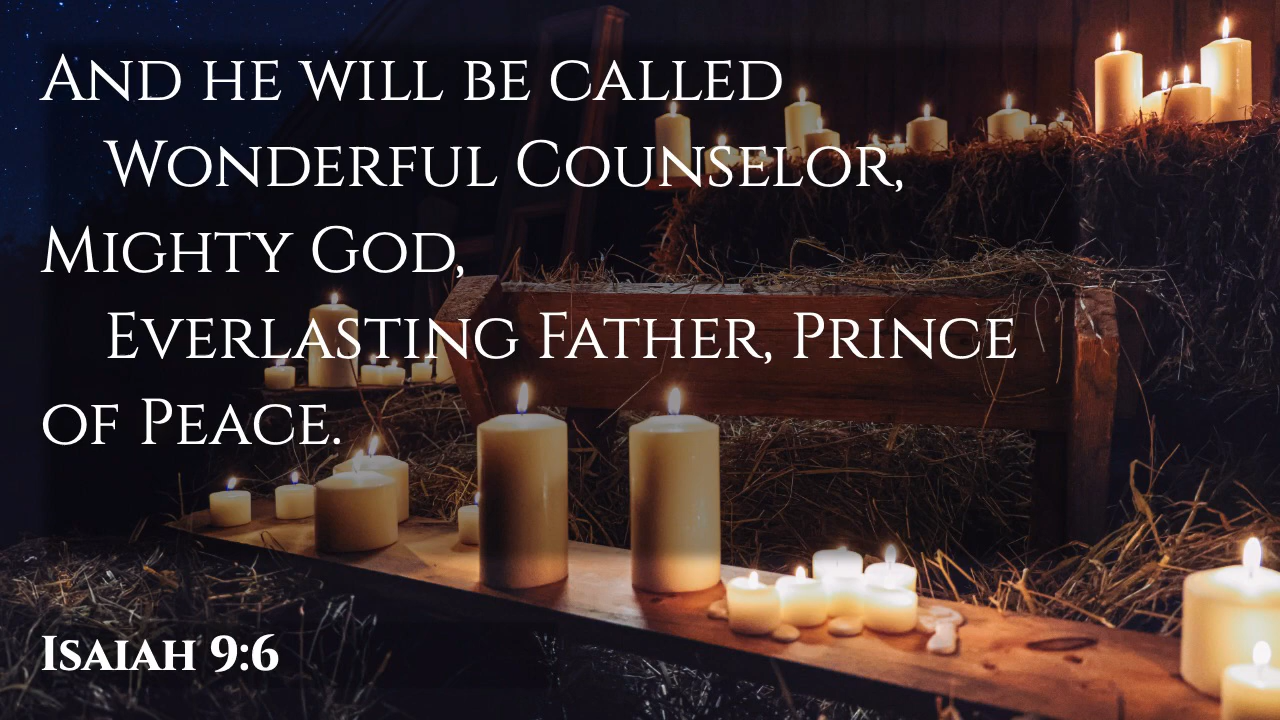 And he will be called
Wonderful Counselor,
Mighty God,
Everlasting Father, Prince
of Peace.
Isaiah 9:6